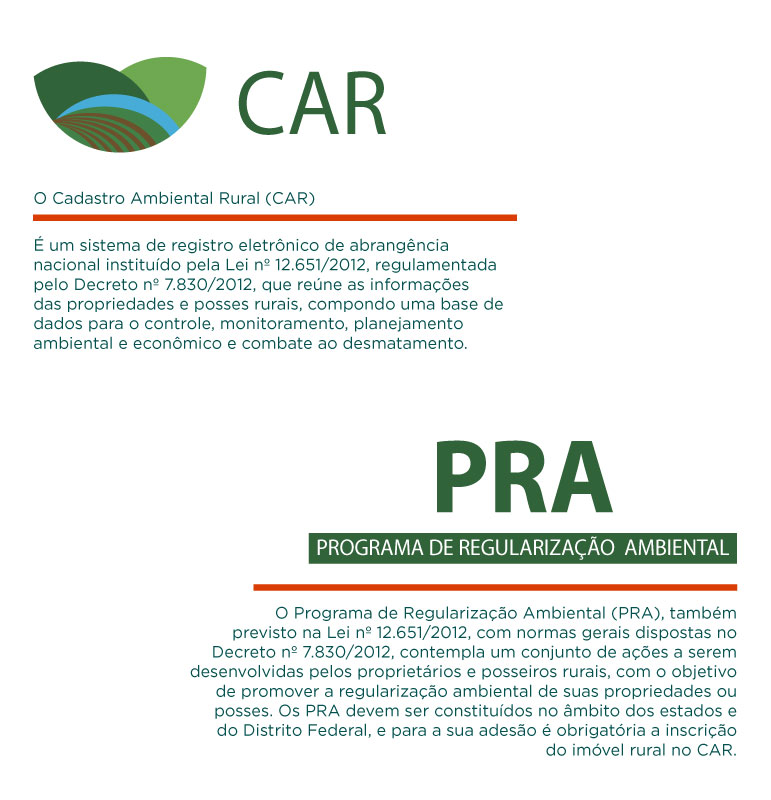 CAR
O Cadastro Ambiental Rural (CAR)
É um sistema de registro eletrônico de abrangência
nacional instituído pela Lei nº 12.651/2012, regulamentada
pelo Decreto nº 7.830/2012, que reúne as informações
das propriedades e posses rurais, compondo uma base de
dados para o controle, monitoramento, planejamento
ambiental e econômico e combate ao desmatamento.
PRA
PROGRAMA DE REGULARIZAÇÃO AMBIENTAL
O Programa de Regularização Ambiental (PRA), também
previsto na Lei nº 12.651/2012, com normas gerais dispostas no
Decreto nº 7.830/2012, contempla um conjunto de ações a serem
desenvolvidas pelos proprietários e posseiros rurais, com o objetivo
de promover a regularização ambiental de suas propriedades ou
posses. Os PRA devem ser constituídos no âmbito dos estados e
do Distrito Federal, e para a sua adesão é obrigatória a inscrição
do imóvel rural no CAR.